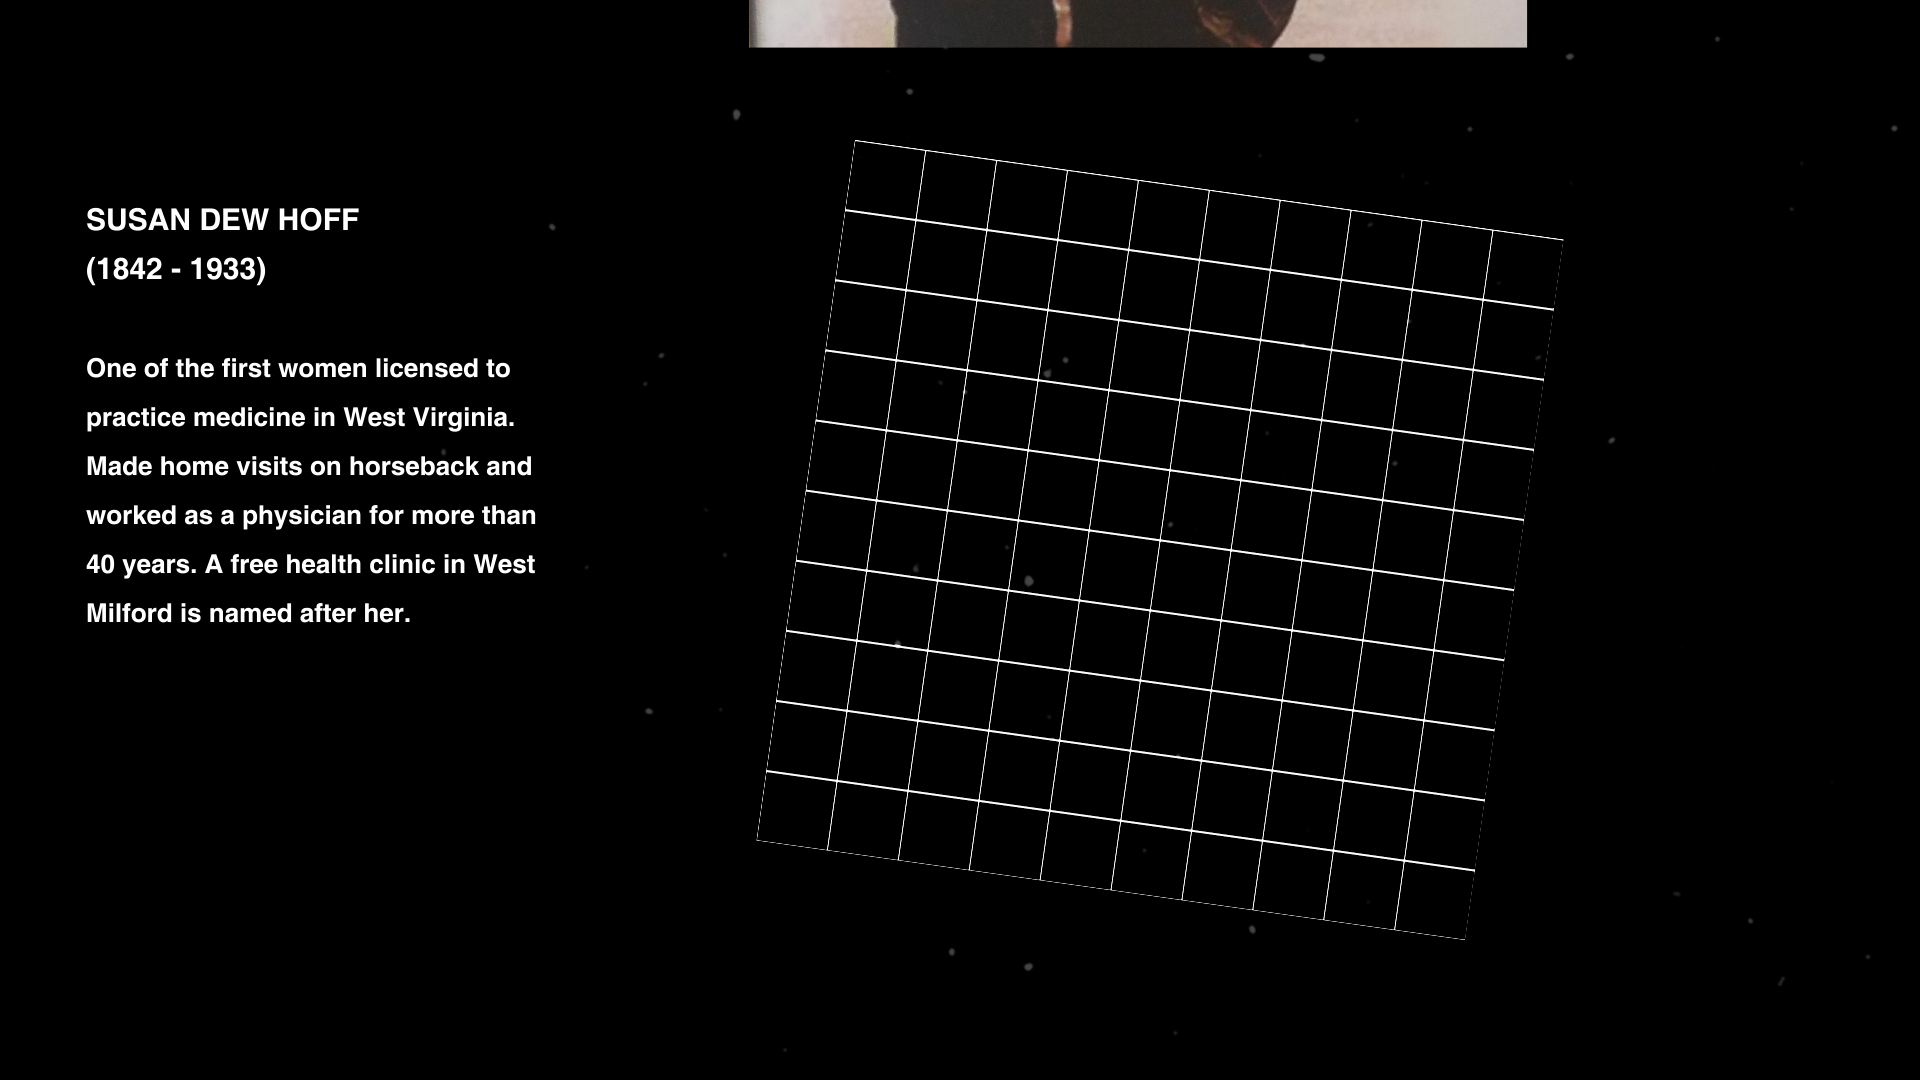 SUSAN DEW HOFF
(1842 - 1933)
One of the first women licensed to
practice medicine in West Virginia.
Made home visits on horseback and
worked as a physician for more than
40 years. A free health clinic in West
Milford is named after her.